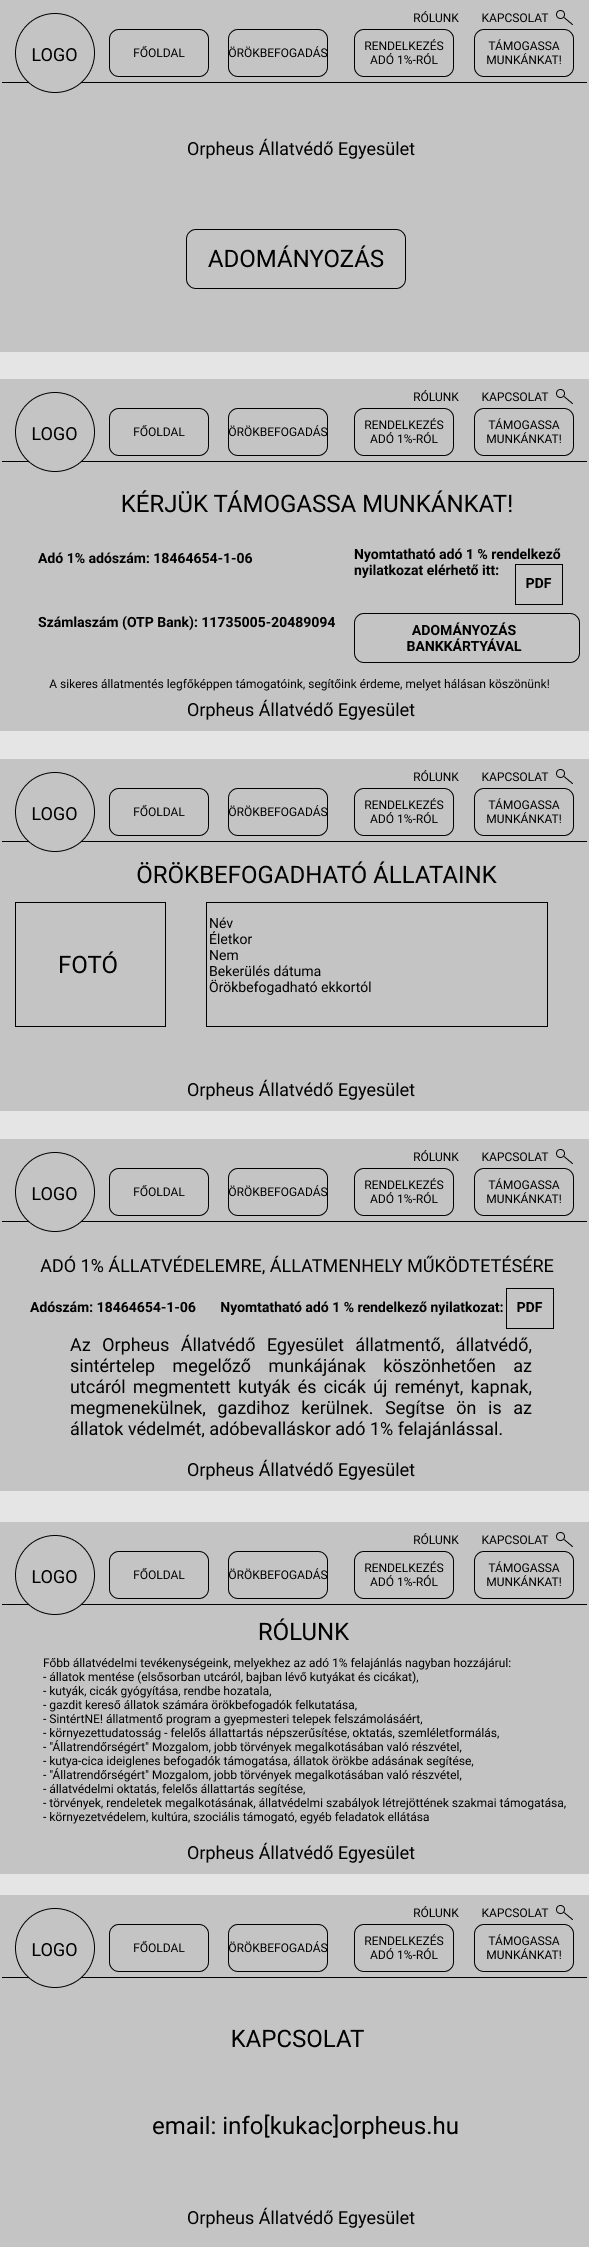 RÓLUNK KAPCSOLAT
LOGO FŐOLDAL ÖRÖKBEFOGADÁS RENDELKEZÉS ADÓ 1%-RÓL TÁMOGASSA MUNKÁNKAT!
Orpheus Állatvédő Egyesület
ADOMÁNYOZÁS
RÓLUNK KAPCSOLAT
LOGO FŐOLDAL ÖRÖKBEFOGADÁS RENDELKEZÉS ADÓ 1%-RÓL TÁMOGASSA MUNKÁNKAT!
KÉRJÜK TÁMOGASSA MUNKÁNKAT!
Adó 1% adószám: 18464654-1-06
Nyomtatható adó 1 % rendelkező
nyilatkozat elérhető itt:
PDF
Számlaszám (OTP Bank): 11735005-20489094
ADOMÁNYOZÁS
BANKKÁRTYÁVAL
A sikeres állatmentés legfőképpen támogatóink, segítőink érdeme, melyet hálásan köszönünk!
Orpheus Állatvédő Egyesület
RÓLUNK KAPCSOLAT
LOGO FŐOLDAL ÖRÖKBEFOGADÁS RENDELKEZÉS ADÓ 1%-RÓL TÁMOGASSA MUNKÁNKAT!
ÖRÖKBEFOGADHATÓ ÁLLATAINK
FOTÓ
Név
Életkor
Nem
Bekerülés dátuma
Örökbefogadható ekkortól
Orpheus Állatvédő Egyesület
RÓLUNK KAPCSOLAT
LOGO FŐOLDAL ÖRÖKBEFOGADÁS RENDELKEZÉS ADÓ 1%-RÓL TÁMOGASSA MUNKÁNKAT!
ADÓ 1% ÁLLATVÉDELEMRE, ÁLLATMENHELY MŰKÖDTETÉSÉRE
Adószám: 18464654-1-06 Nyomtatható adó 1 % rendelkező nyilatkozat: PDF
Az Orpheus Állatvédő Egyesület állatmentő, állatvédő,
sintértelep megelőző munkájának köszönhetően az
utcáról megmentett kutyák és cicák új reményt, kapnak,
megmenekülnek, gazdihoz kerülnek. Segítse ön is az
állatok védelmét, adóbevalláskor adó 1% felajánlással.
Orpheus Állatvédő Egyesület
RÓLUNK KAPCSOLAT
LOGO FŐOLDAL ÖRÖKBEFOGADÁS RENDELKEZÉS ADÓ 1%-RÓL TÁMOGASSA MUNKÁNKAT!
RÓLUNK
Főbb állatvédelmi tevékenységeink, melyekhez az adó 1% felajánlás nagyban hozzájárul:
- állatok mentése (elsősorban utcáról, bajban lévő kutyákat és cicákat),
- kutyák, cicák gyógyítása, rendbe hozatala,
- gazdit kereső állatok számára örökbefogadók felkutatása,
- SintértNE! állatmentő program a gyepmesteri telepek felszámolásáért,
- környezettudatosság - felelős állattartás népszerűsítése, oktatás, szemléletformálás,
- "Állatrendőrségért" Mozgalom, jobb törvények megalkotásában való részvétel,
- kutya-cica ideiglenes befogadók támogatása, állatok örökbe adásának segítése,
- "Állatrendőrségért" Mozgalom, jobb törvények megalkotásában való részvétel,
- állatvédelmi oktatás, felelős állattartás segítése,
- törvények, rendeletek megalkotásának, állatvédelmi szabályok létrejöttének szakmai támogatása,
- környezetvédelem, kultúra, szociális támogató, egyéb feladatok ellátása
Orpheus Állatvédő Egyesület
RÓLUNK KAPCSOLAT
LOGO FŐOLDAL ÖRÖKBEFOGADÁS RENDELKEZÉS ADÓ 1%-RÓL TÁMOGASSA MUNKÁNKAT!
KAPCSOLAT
email: info[kukac]orpheus.hu
Orpheus Állatvédő Egyesület